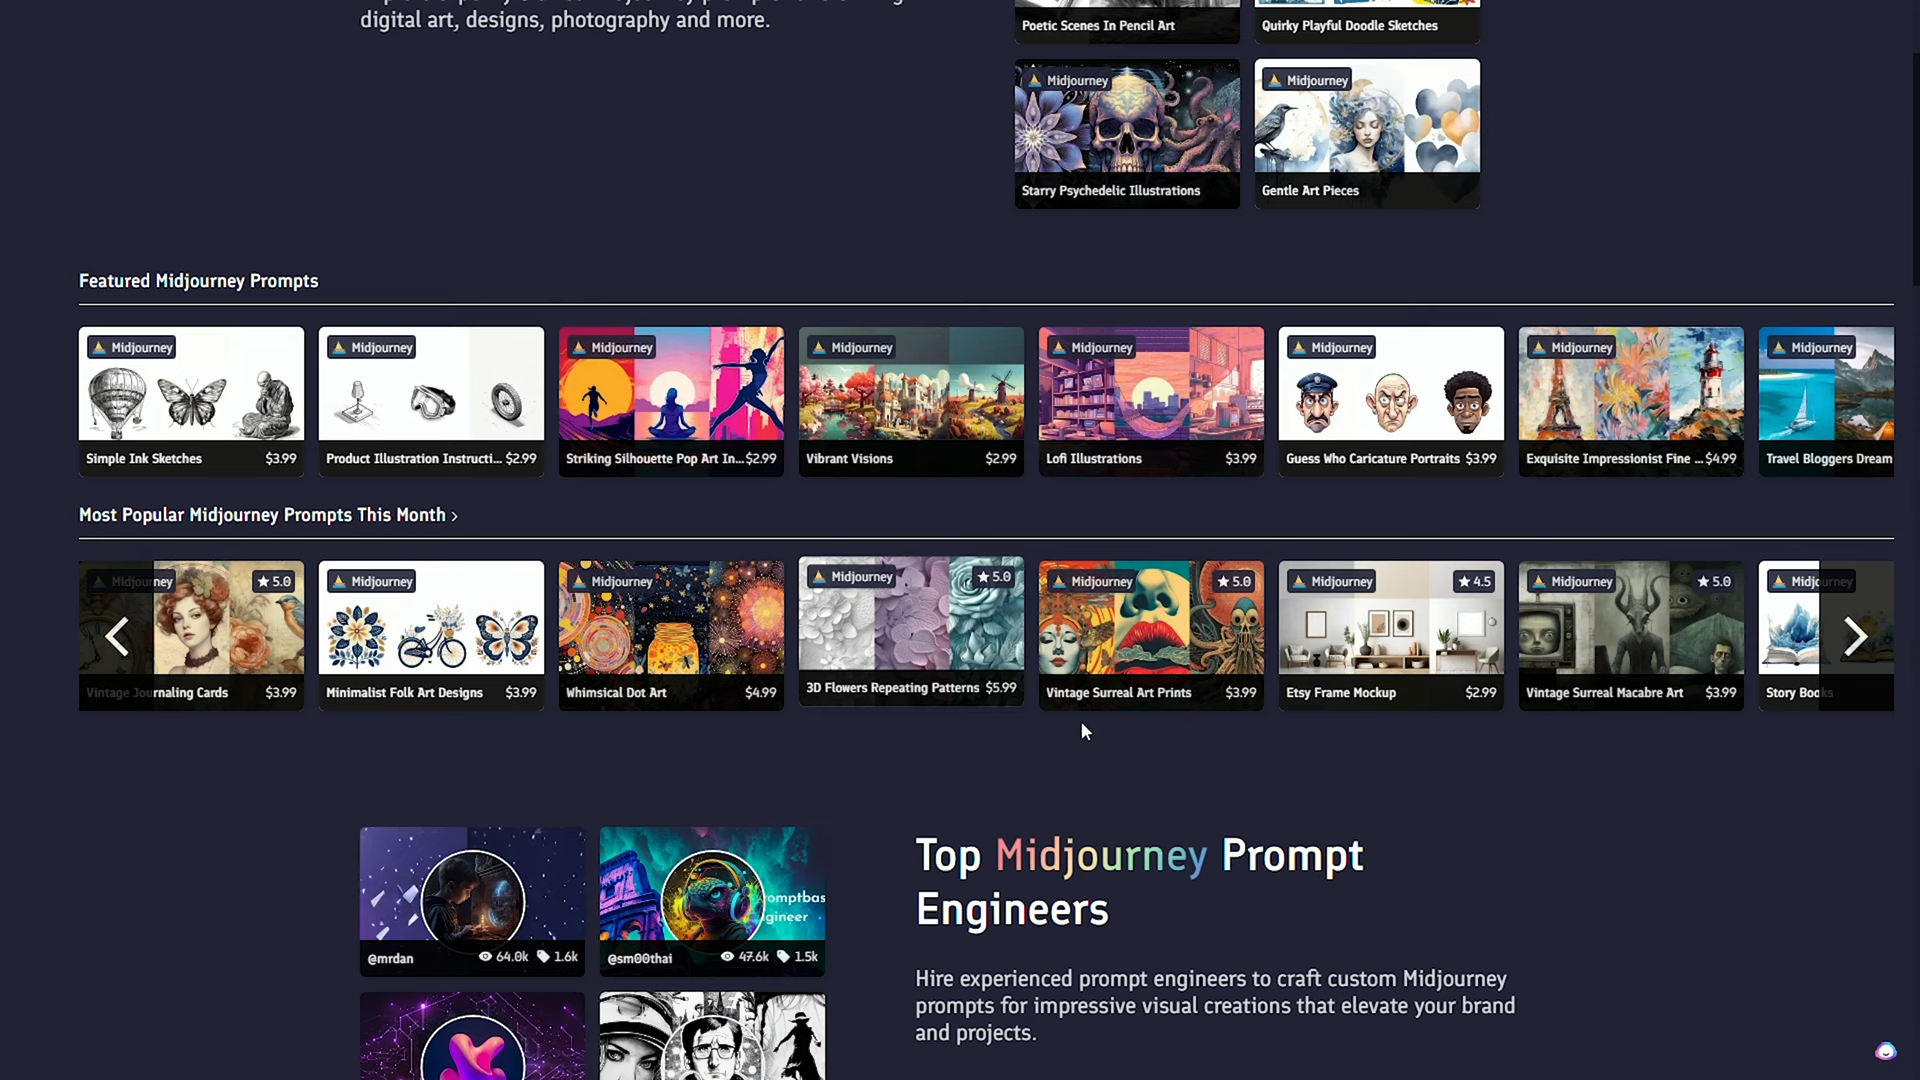 digital art, designs, photography and more.
Poetic Scenes In Pencil Art
Quirky Playful Doodle Sketches
Midjourney
Midjourney
Starry Psychedelic Illustrations
Gentle Art Pieces
Featured Midjourney Prompts
Midjourney
Midjourney
Midjourney
Midjourney
Midjourney
Midjourney
Midjourney
Midjourney
Simple Ink Sketches $3.99
Product Illustration Instructi... $2.99
Striking Silhouette Pop Art In... $2.99
Vibrant Visions $2.99
Lofi Illustrations $3.99
Guess Who Caricature Portraits $3.99
Exquisite Impressionist Fine ... $4.99
Travel Bloggers Dream
Most Popular Midjourney Prompts This Month >
Midjourney 5.0
Midjourney
Midjourney
Midjourney 5.0
Midjourney 5.0
Midjourney 4.5
Midjourney 5.0
Midjourney
Vintage Journaling Cards $3.99
Minimalist Folk Art Designs $3.99
Whimsical Dot Art $4.99
3D Flowers Repeating Patterns $5.99
Vintage Surreal Art Prints $3.99
Etsy Frame Mockup $2.99
Vintage Surreal Macabre Art $3.99
Story Books
Top Midjourney Prompt
Engineers
omptbas
gineer
@mrdan 64.0k 1.6k
@sm00thai 47.6k 1.5k
Hire experienced prompt engineers to craft custom Midjourney
prompts for impressive visual creations that elevate your brand
and projects.